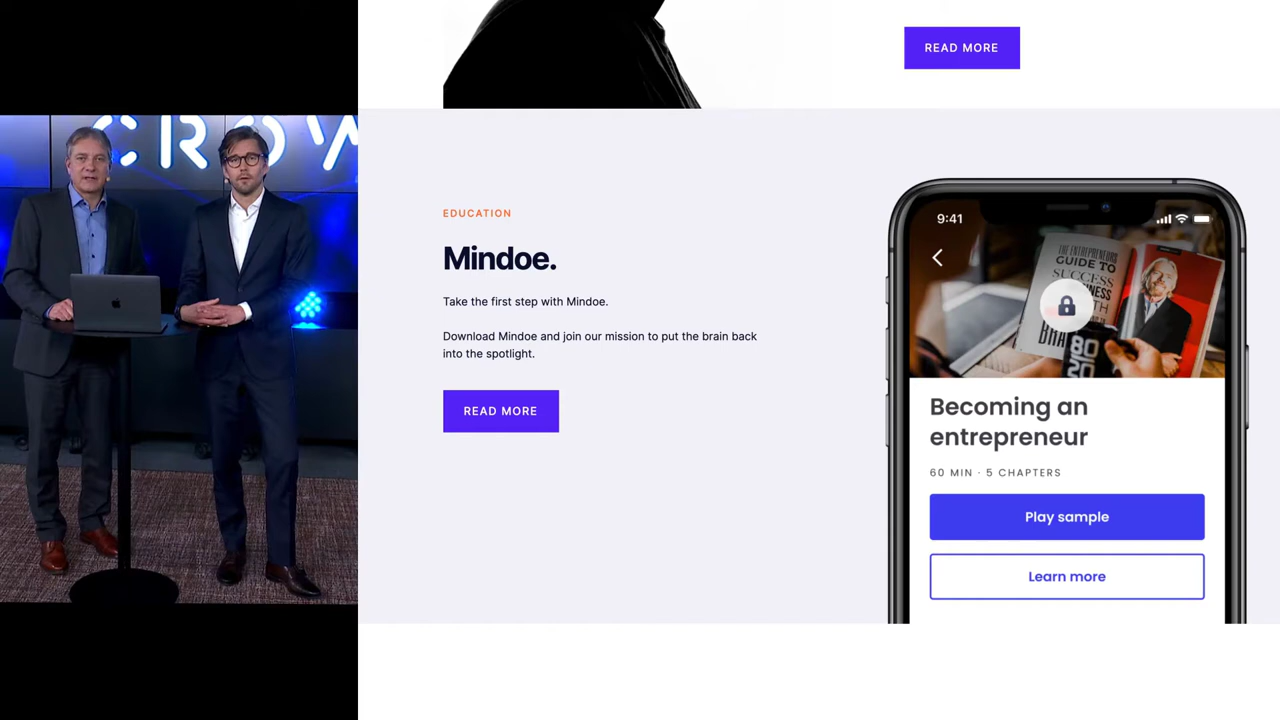 CROW
READ MORE
EDUCATION
Mindoe.
Take the first step with Mindoe.
Download Mindoe and join our mission to put the brain back
into the spotlight.
READ MORE
9:41
THE ENTREPRENEURS
GUIDE TO
SUCCESS
Becoming an
entrepreneur
60 MIN · 5 CHAPTERS
Play sample
Learn more